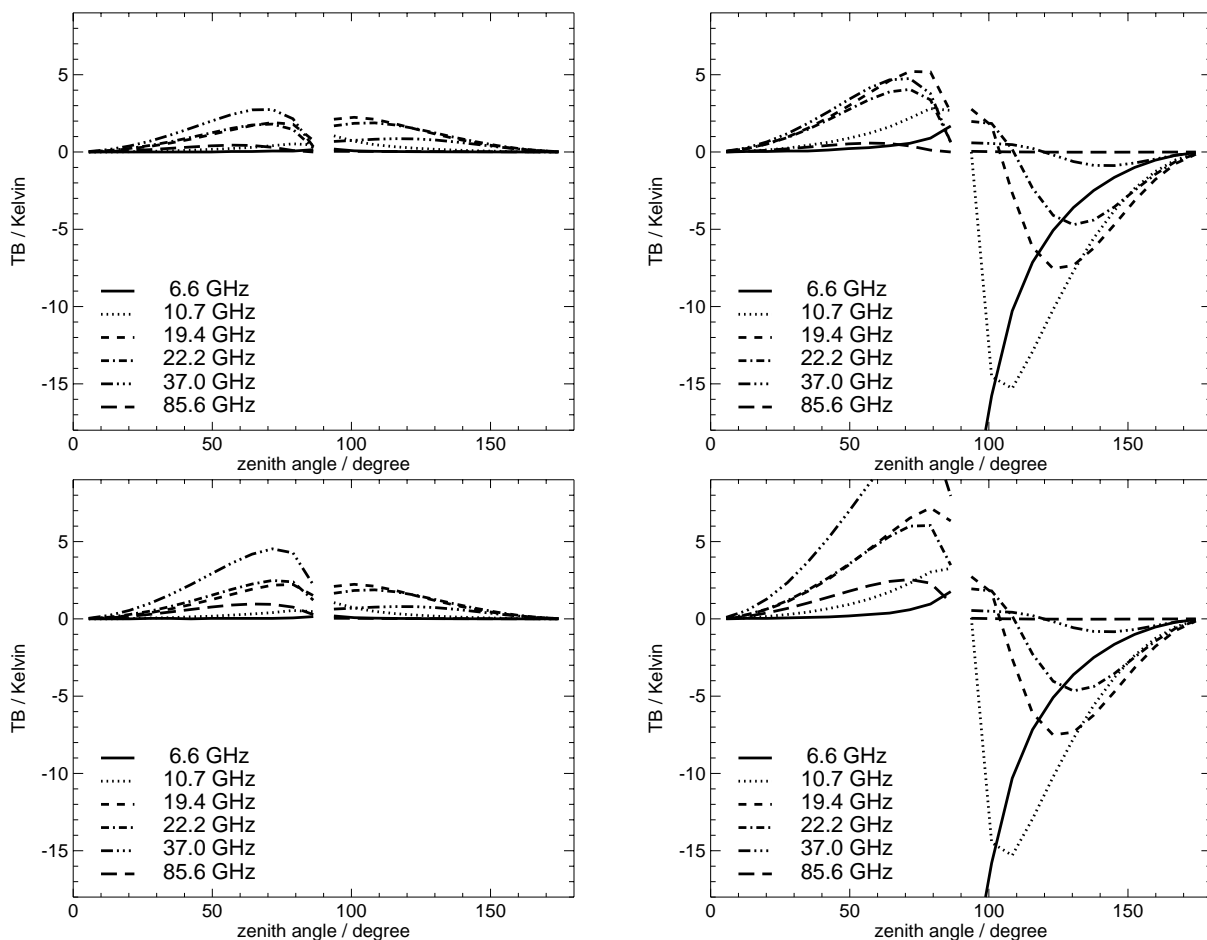 5
0
-5
-10
-15
TB / Kelvin
6.6 GHz
10.7 GHz
19.4 GHz
22.2 GHz
37.0 GHz
85.6 GHz
0 50 100 150
zenith angle / degree
5
0
-5
-10
-15
TB / Kelvin
6.6 GHz
10.7 GHz
19.4 GHz
22.2 GHz
37.0 GHz
85.6 GHz
0 50 100 150
zenith angle / degree
5
0
-5
-10
-15
TB / Kelvin
6.6 GHz
10.7 GHz
19.4 GHz
22.2 GHz
37.0 GHz
85.6 GHz
0 50 100 150
zenith angle / degree
5
0
-5
-10
-15
TB / Kelvin
6.6 GHz
10.7 GHz
19.4 GHz
22.2 GHz
37.0 GHz
85.6 GHz
0 50 100 150
zenith angle / degree